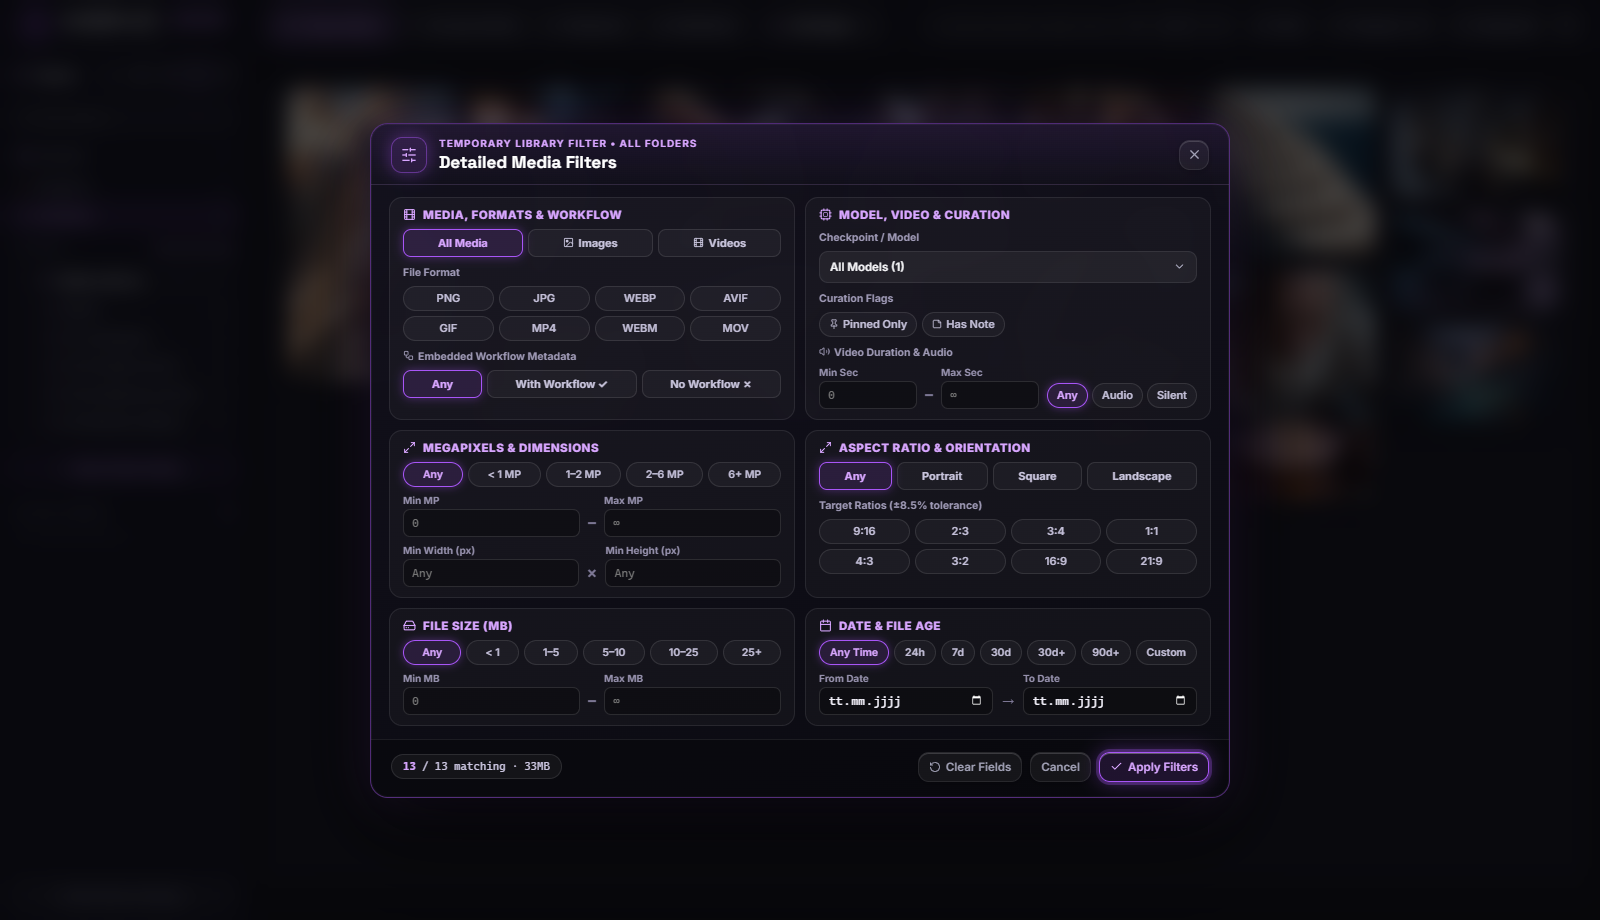 TEMPORARY LIBRARY FILTER • ALL FOLDERS
Detailed Media Filters
MEDIA, FORMATS & WORKFLOW
All Media
Images
Videos
File Format
PNG
JPG
WEBP
AVIF
GIF
MP4
WEBM
MOV
Embedded Workflow Metadata
Any
With Workflow ✓
No Workflow ×
MODEL, VIDEO & CURATION
Checkpoint / Model
All Models (1)
Curation Flags
Pinned Only
Has Note
Video Duration & Audio
Min Sec
Max Sec
0
–
∞
Any
Audio
Silent
MEGAPIXELS & DIMENSIONS
Any
< 1 MP
1–2 MP
2–6 MP
6+ MP
Min MP
Max MP
0
–
∞
Min Width (px)
Min Height (px)
Any
×
Any
ASPECT RATIO & ORIENTATION
Any
Portrait
Square
Landscape
Target Ratios (±8.5% tolerance)
9:16
2:3
3:4
1:1
4:3
3:2
16:9
21:9
FILE SIZE (MB)
Any
< 1
1–5
5–10
10–25
25+
Min MB
Max MB
0
–
∞
DATE & FILE AGE
Any Time
24h
7d
30d
30d+
90d+
Custom
From Date
To Date
tt.mm.jjjj
→
tt.mm.jjjj
13 / 13 matching · 33MB
Clear Fields
Cancel
Apply Filters